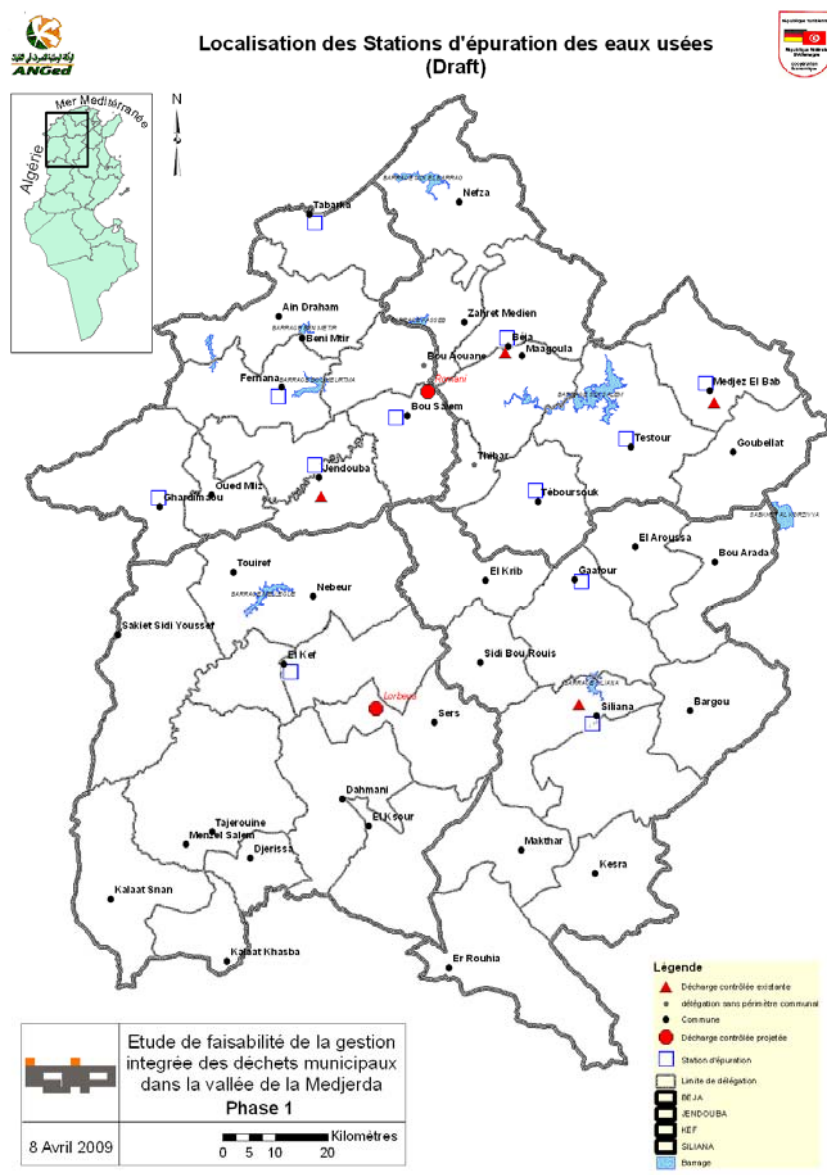 Localisation des Stations d'épuration des eaux usées
(Draft)
ANGed
Mer Meditérranée
Algérie
N
Tabarka
Nefza
Ain Draham
Beni Mtir
Zahret Medien
Béja
Maagoula
Bou Aouane
Fernana
Bou Salem
Medjez El Bab
Testour
Goubellat
Thibar
Jendouba
Oued Mliz
Ghardimaou
Téboursouk
El Aroussa
Bou Arada
Touiref
Nebeur
El Krib
Gaafour
Sakiet Sidi Youssef
El Kef
Sidi Bou Rouis
Siliana
Bargou
Lorbeus
Sers
Dahmani
El Ksour
Tajerouine
Menzel Salem
Djerissa
Makthar
Kesra
Kalaat Snan
Kalaat Khasba
Er Rouhia
Légende
Décharge contrôlée existante
délégation sans périmètre communal
Commune
Décharge contrôlée projetée
Station d'épuration
Limite de délégation
BEJA
JENDOUBA
KEF
SILIANA
Barrage
Etude de faisabilité de la gestion
integrée des déchets municipaux
dans la vallée de la Medjerda
Phase 1
8 Avril 2009
Kilomètres
0 5 10 20